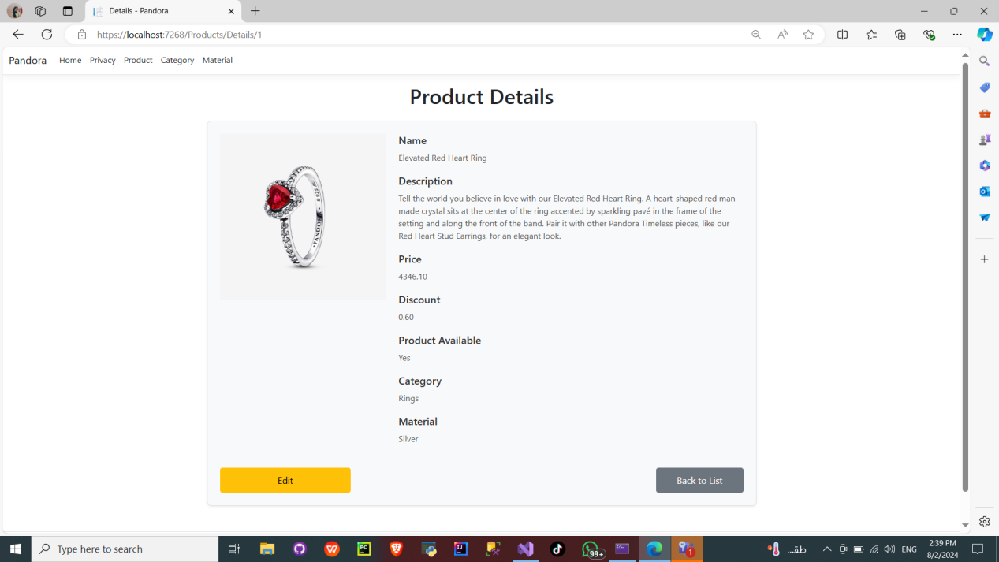 Details - Pandora
https://localhost:7268/Products/Details/1
Pandora Home Privacy Product Category Material
Product Details
Name
Elevated Red Heart Ring
Description
Tell the world you believe in love with our Elevated Red Heart Ring. A heart-shaped red man-
made crystal sits at the center of the ring accented by sparkling pavé in the frame of the
setting and along the front of the band. Pair it with other Pandora Timeless pieces, like our
Red Heart Stud Earrings, for an elegant look.
Price
4346.10
Discount
0.60
Product Available
Yes
Category
Rings
Material
Silver
Edit
Back to List
Type here to search
PC
W
IJ
99+
1
طق...
ENG
2:39 PM
8/2/2024
PANDORA
S 925